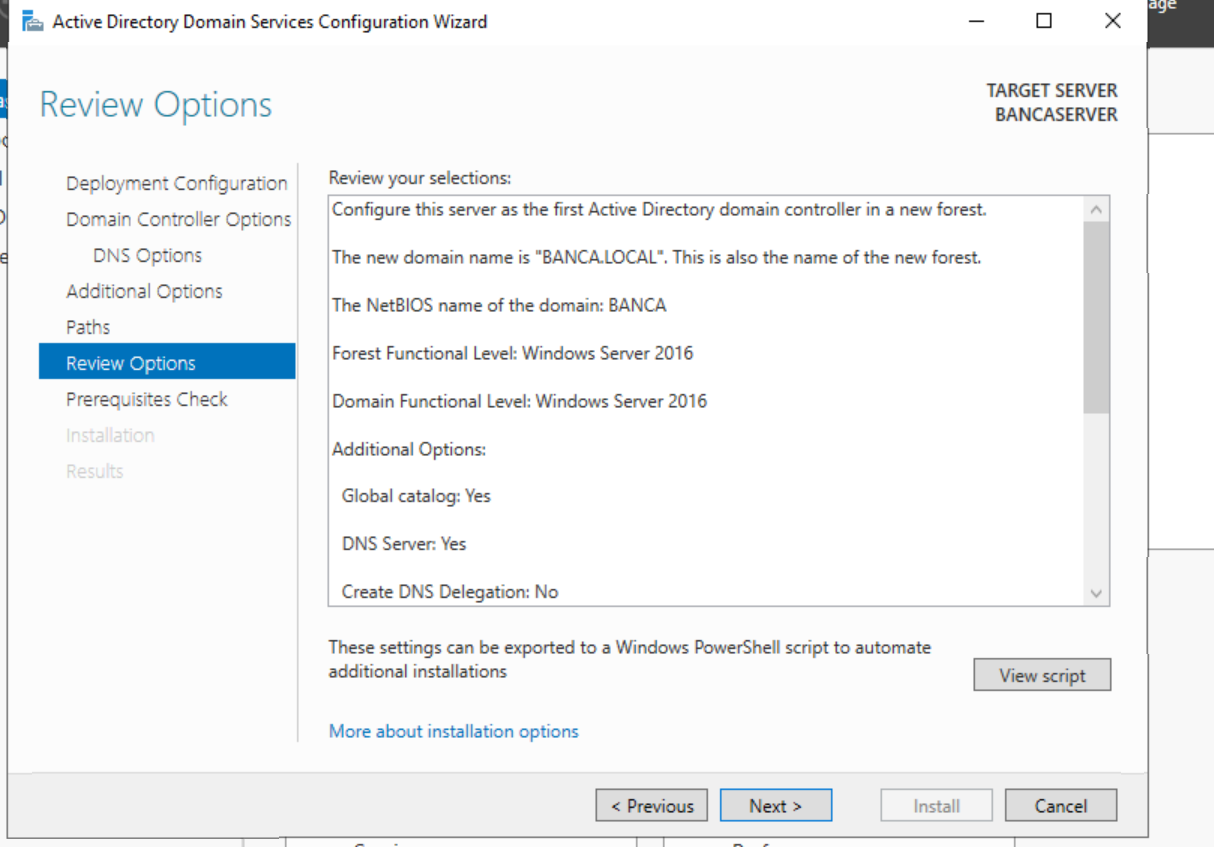 Active Directory Domain Services Configuration Wizard
age
Review Options
TARGET SERVER
BANCASERVER
Deployment Configuration
Domain Controller Options
DNS Options
Additional Options
Paths
Review Options
Prerequisites Check
Installation
Results
Review your selections:
Configure this server as the first Active Directory domain controller in a new forest.
The new domain name is "BANCA.LOCAL". This is also the name of the new forest.
The NetBIOS name of the domain: BANCA
Forest Functional Level: Windows Server 2016
Domain Functional Level: Windows Server 2016
Additional Options:
Global catalog: Yes
DNS Server: Yes
Create DNS Delegation: No
These settings can be exported to a Windows PowerShell script to automate
additional installations
View script
More about installation options
< Previous
Next >
Install
Cancel